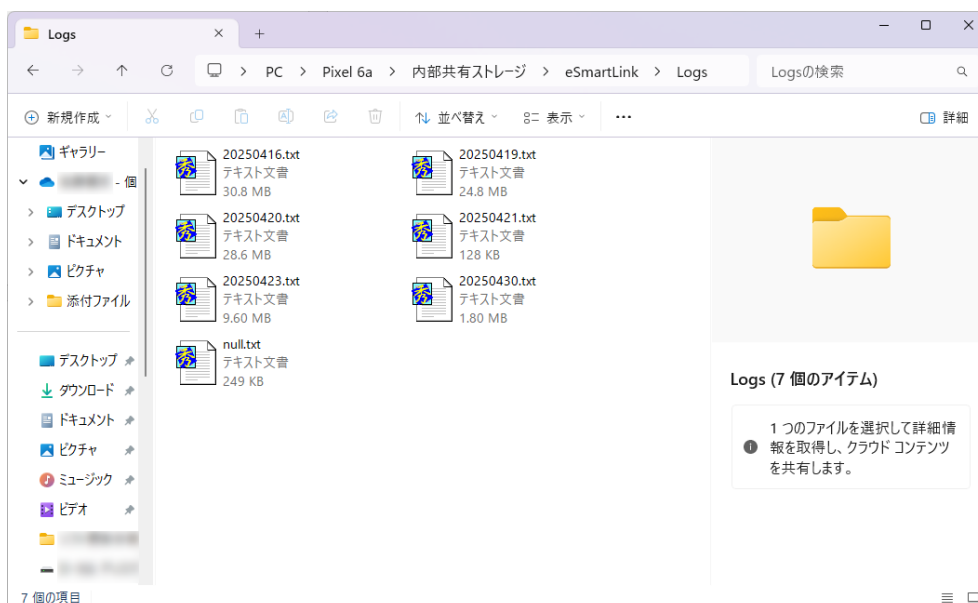 Logs
PC > Pixel 6a > 内部共有ストレージ > eSmartLink > Logs
Logsの検索
新規作成
並べ替え
表示
詳細
ギャラリー
- 個
デスクトップ
ドキュメント
ピクチャ
添付ファイル
デスクトップ
ダウンロード
ドキュメント
ピクチャ
ミュージック
ビデオ
20250416.txt
テキスト文書
30.8 MB
20250419.txt
テキスト文書
24.8 MB
20250420.txt
テキスト文書
28.6 MB
20250421.txt
テキスト文書
128 KB
20250423.txt
テキスト文書
9.60 MB
20250430.txt
テキスト文書
1.80 MB
null.txt
テキスト文書
249 KB
Logs (7 個のアイテム)
1 つのファイルを選択して詳細情
報を取得し、クラウド コンテンツ
を共有します。
7 個の項目